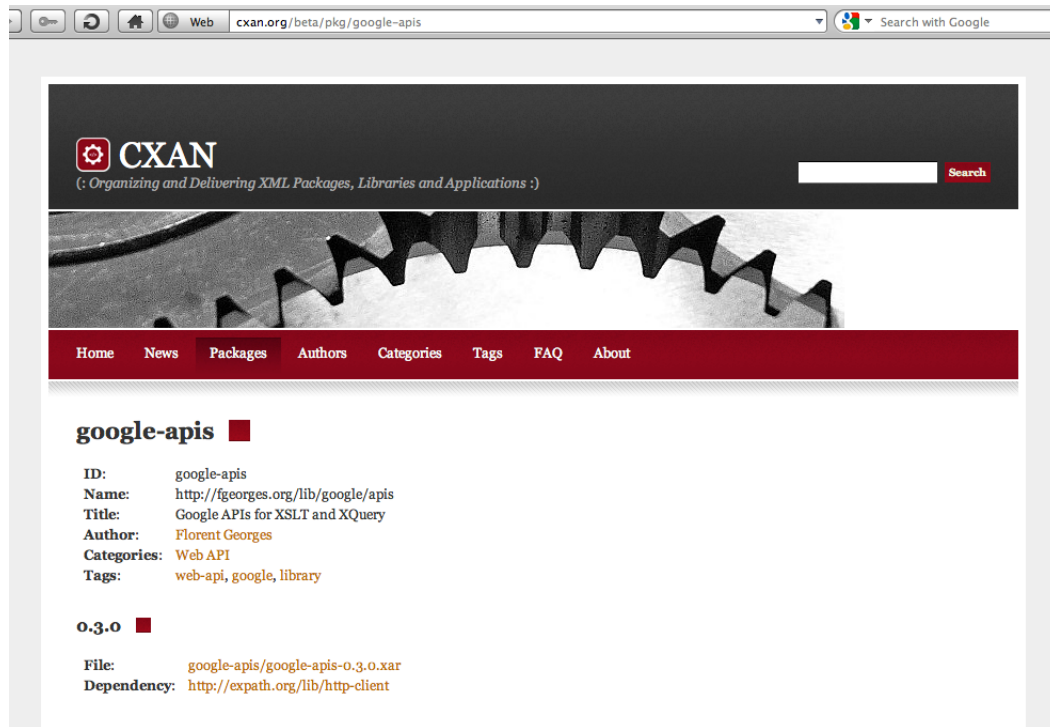 Web cxan.org/beta/pkg/google-apis Search with Google
CXAN
(: Organizing and Delivering XML Packages, Libraries and Applications :)
Search
Home News Packages Authors Categories Tags FAQ About
google-apis
ID: google-apis
Name: http://fgeorges.org/lib/google/apis
Title: Google APIs for XSLT and XQuery
Author: Florent Georges
Categories: Web API
Tags: web-api, google, library
0.3.0
File: google-apis/google-apis-0.3.0.xar
Dependency: http://expath.org/lib/http-client